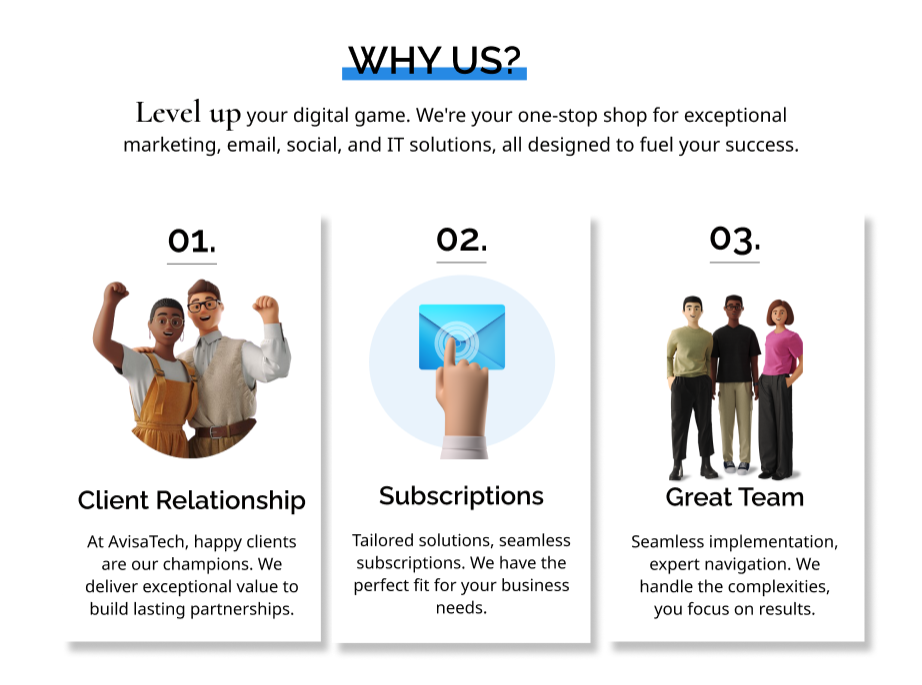 WHY US?
Level up your digital game. We're your one-stop shop for exceptional
marketing, email, social, and IT solutions, all designed to fuel your success.
01.
Client Relationship
At AvisaTech, happy clients
are our champions. We
deliver exceptional value to
build lasting partnerships.
02.
Subscriptions
Tailored solutions, seamless
subscriptions. We have the
perfect fit for your business
needs.
03.
Great Team
Seamless implementation,
expert navigation. We
handle the complexities,
you focus on results.